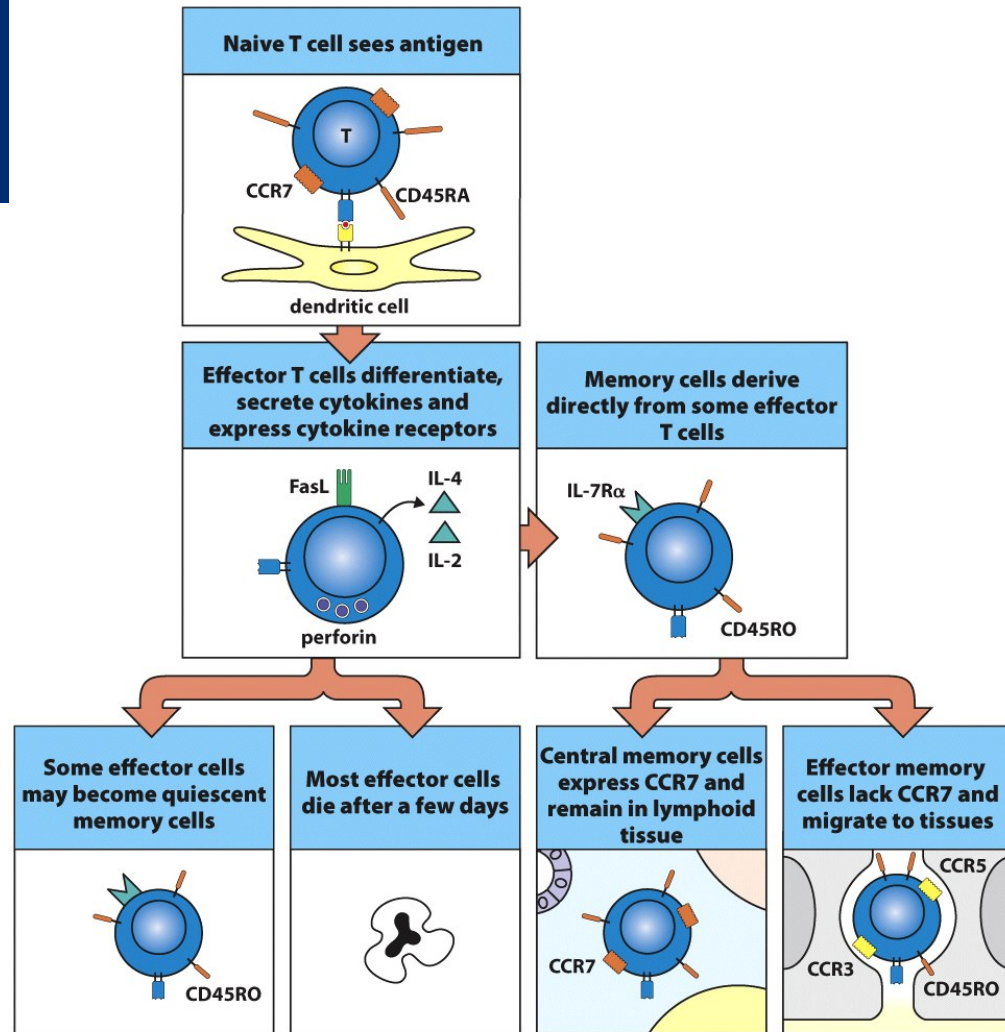 Naive T cell sees antigen
T
CCR7
CD45RA
dendritic cell
Effector T cells differentiate,
secrete cytokines and
express cytokine receptors
FasL
IL-4
IL-2
perforin
Memory cells derive
directly from some effector
T cells
IL-7Rα
CD45RO
Some effector cells
may become quiescent
memory cells
CD45RO
Most effector cells
die after a few days
Central memory cells
express CCR7 and
remain in lymphoid
tissue
CCR7
Effector memory
cells lack CCR7 and
migrate to tissues
CCR5
CCR3
CD45RO